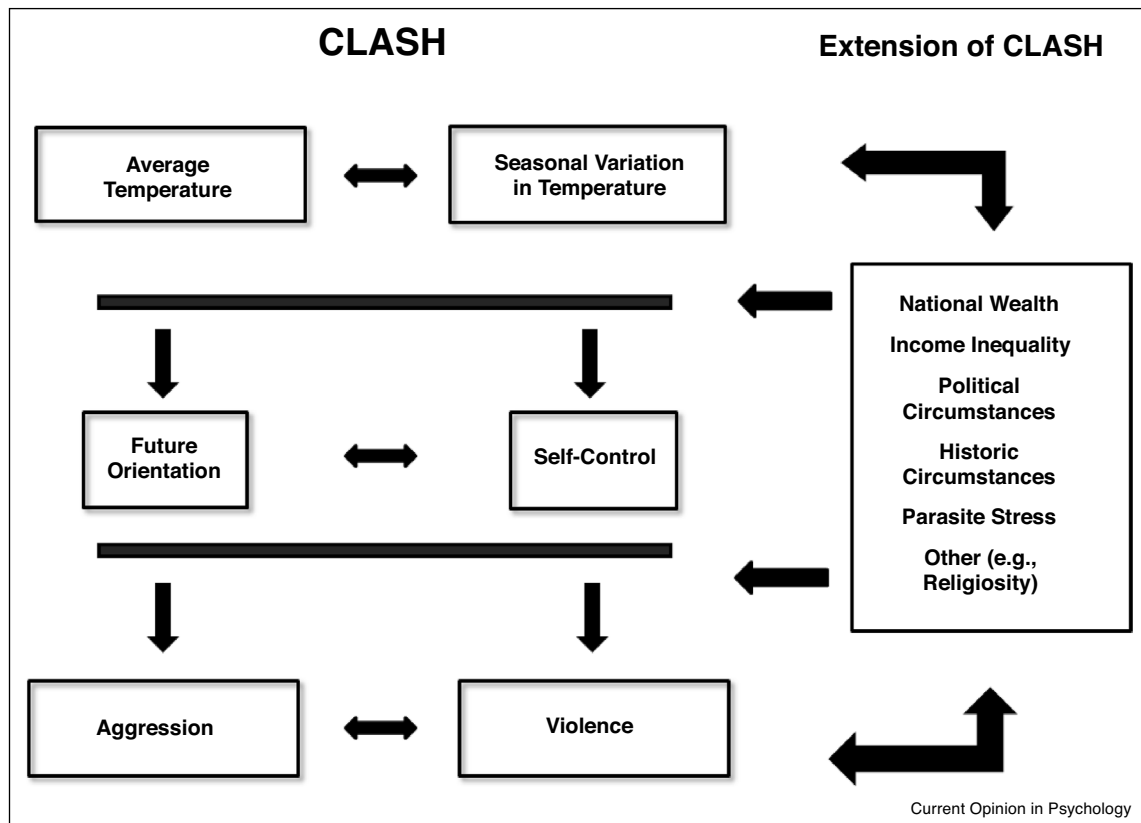 CLASH
Extension of CLASH
Average
Temperature
Seasonal Variation
in Temperature
National Wealth
Income Inequality
Political
Circumstances
Historic
Circumstances
Parasite Stress
Other (e.g.,
Religiosity)
Future
Orientation
Self-Control
Aggression
Violence
Current Opinion in Psychology